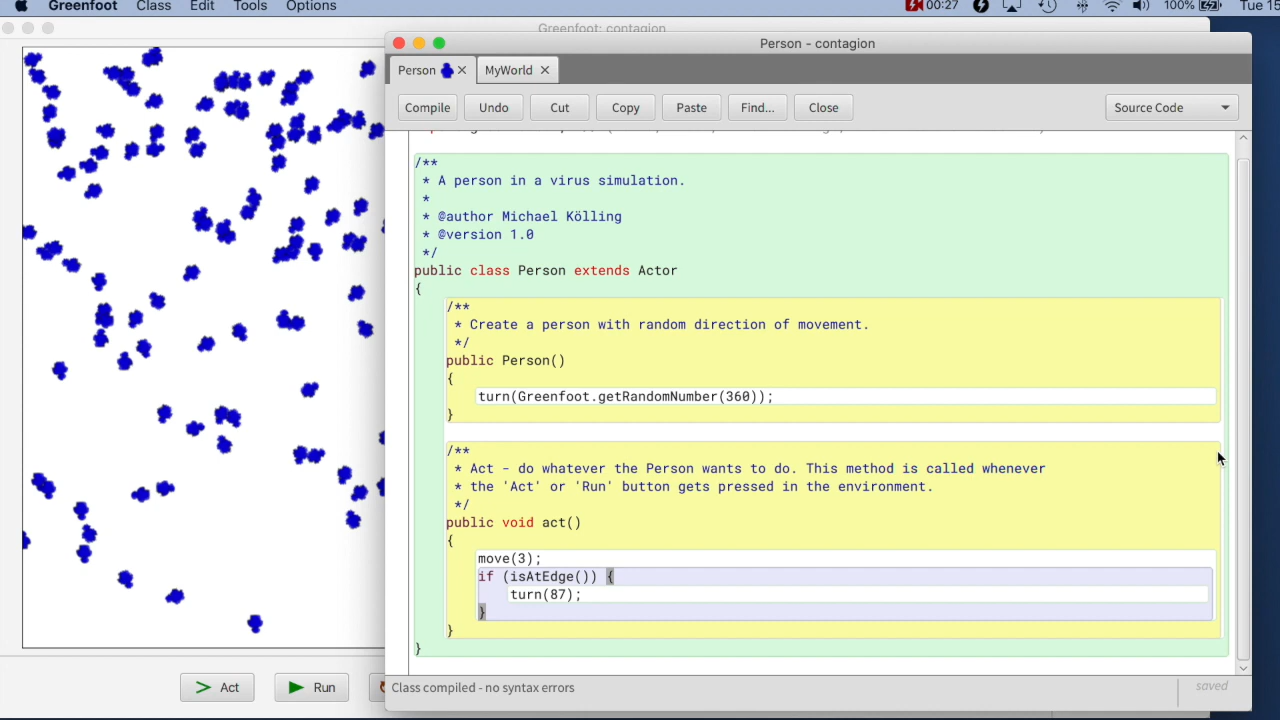 Greenfoot Class Edit Tools Options 00:27 100% Tue 15
Greenfoot: contagion
Person - contagion
Person MyWorld
Compile Undo Cut Copy Paste Find... Close Source Code
/**
* A person in a virus simulation.
*
* @author Michael Kölling
* @version 1.0
*/
public class Person extends Actor
{
/**
* Create a person with random direction of movement.
*/
public Person()
{
turn(Greenfoot.getRandomNumber(360));
}
/**
* Act - do whatever the Person wants to do. This method is called whenever
* the 'Act' or 'Run' button gets pressed in the environment.
*/
public void act()
{
move(3);
if (isAtEdge()) {
turn(87);
}
}
}
Act Run
Class compiled - no syntax errors saved